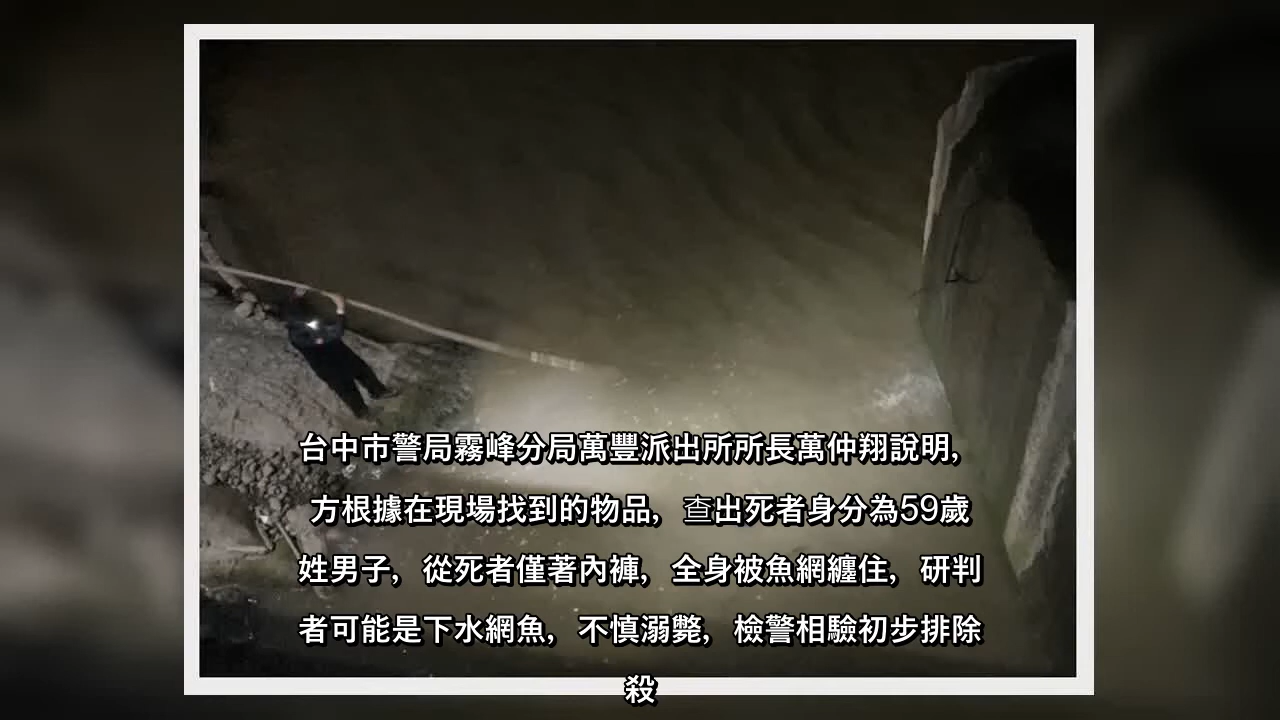 台中市警局霧峰分局萬豐派出所所長萬仲翔說明,
方根據在現場找到的物品, 查出死者身分為59歲
姓男子, 從死者僅著內褲, 全身被魚網纏住, 研判
者可能是下水網魚, 不慎溺斃, 檢警相驗初步排除
殺